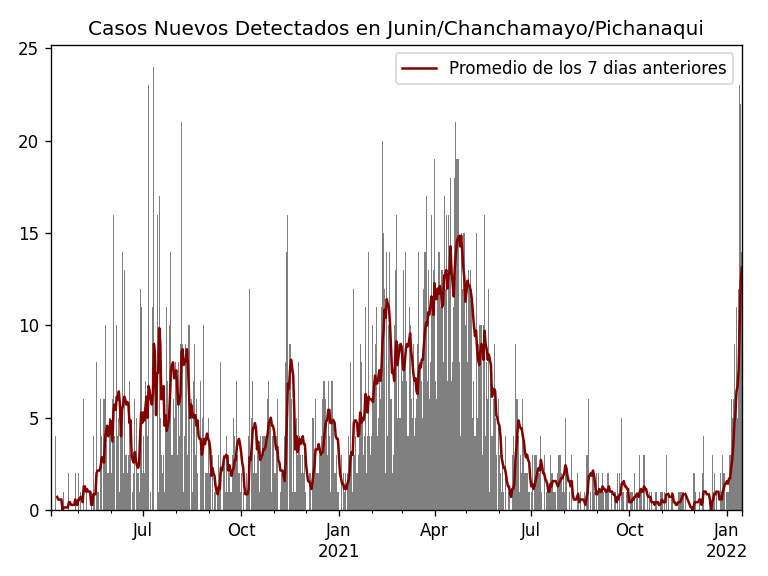 Casos Nuevos Detectados en Junin/Chanchamayo/Pichanaqui
Promedio de los 7 dias anteriores
25
20
15
10
5
0
Jul Oct Jan Apr Jul Oct Jan
2021 2022